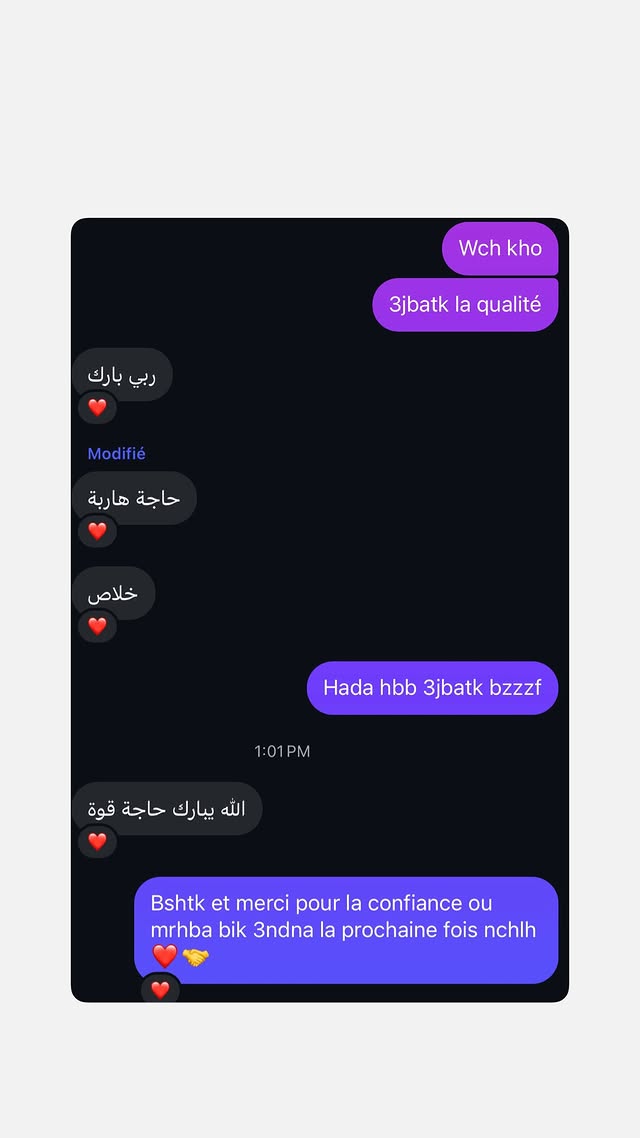 Wch kho
3jbatk la qualité
ربي بارك
❤️
Modifié
حاجة هاربة
❤️
خلاص
❤️
Hada hbb 3jbatk bzzzf
1:01 PM
الله يبارك حاجة قوة
❤️
Bshtk et merci pour la confiance ou
mrhba bik 3ndna la prochaine fois nchlh
❤️🤝
❤️